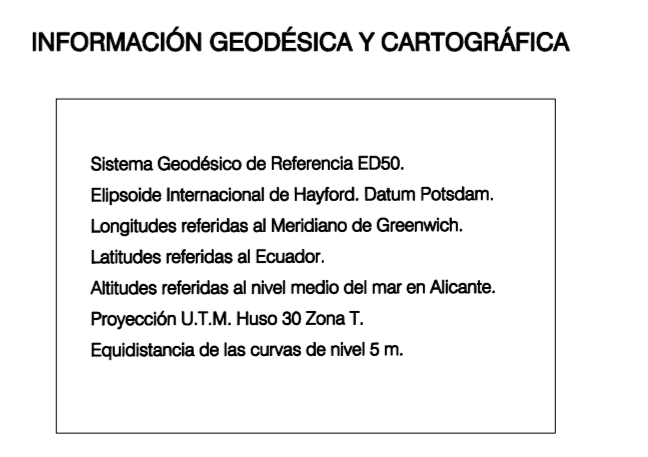 INFORMACIÓN GEODÉSICA Y CARTOGRÁFICA
Sistema Geodésico de Referencia ED50.
Elipsoide Internacional de Hayford. Datum Potsdam.
Longitudes referidas al Meridiano de Greenwich.
Latitudes referidas al Ecuador.
Altitudes referidas al nivel medio del mar en Alicante.
Proyección U.T.M. Huso 30 Zona T.
Equidistancia de las curvas de nivel 5 m.